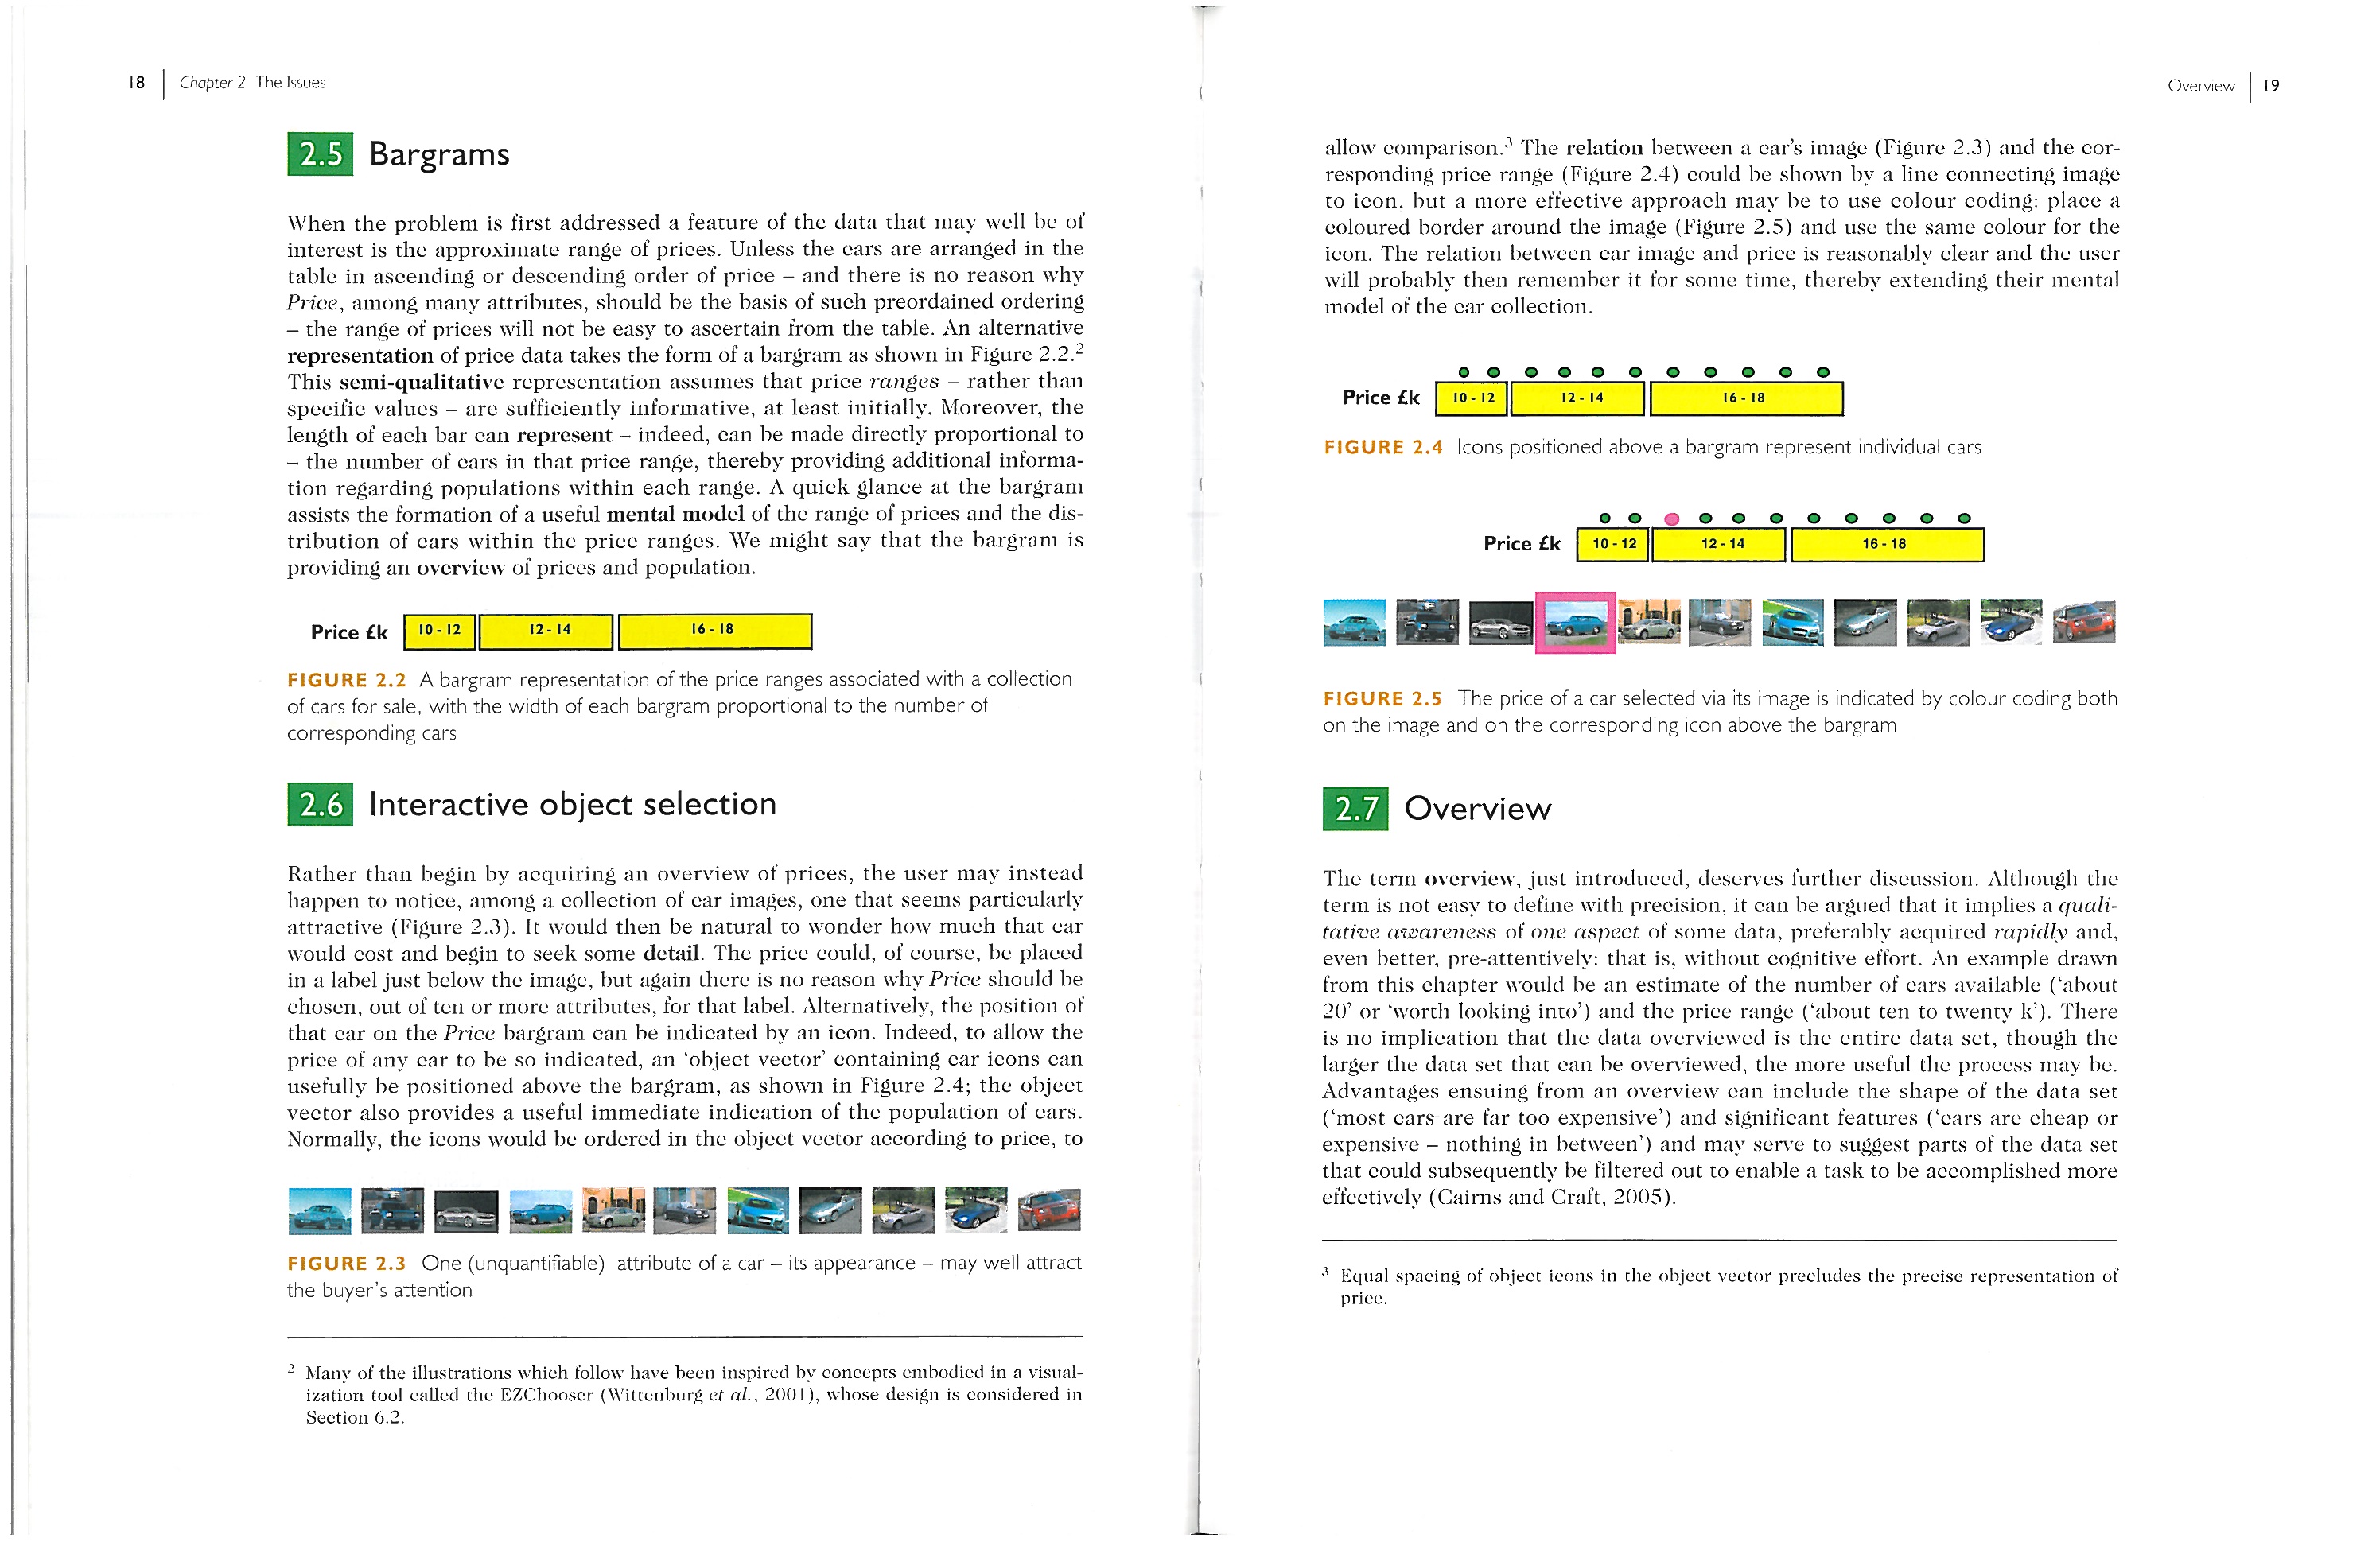 18 | Chapter 2 The Issues
2.5 Bargrams
When the problem is first addressed a feature of the data that may well be of
interest is the approximate range of prices. Unless the cars are arranged in the
table in ascending or descending order of price – and there is no reason why
Price, among many attributes, should be the basis of such preordained ordering
– the range of prices will not be easy to ascertain from the table. An alternative
representation of price data takes the form of a bargram as shown in Figure 2.2.²
This semi-qualitative representation assumes that price ranges – rather than
specific values – are sufficiently informative, at least initially. Moreover, the
length of each bar can represent – indeed, can be made directly proportional to
– the number of cars in that price range, thereby providing additional informa-
tion regarding populations within each range. A quick glance at the bargram
assists the formation of a useful mental model of the range of prices and the dis-
tribution of cars within the price ranges. We might say that the bargram is
providing an overview of prices and population.
Price £k 10 - 12 12 - 14 16 - 18
FIGURE 2.2 A bargram representation of the price ranges associated with a collection
of cars for sale, with the width of each bargram proportional to the number of
corresponding cars
2.6 Interactive object selection
Rather than begin by acquiring an overview of prices, the user may instead
happen to notice, among a collection of car images, one that seems particularly
attractive (Figure 2.3). It would then be natural to wonder how much that car
would cost and begin to seek some detail. The price could, of course, be placed
in a label just below the image, but again there is no reason why Price should be
chosen, out of ten or more attributes, for that label. Alternatively, the position of
that car on the Price bargram can be indicated by an icon. Indeed, to allow the
price of any car to be so indicated, an ‘object vector’ containing car icons can
usefully be positioned above the bargram, as shown in Figure 2.4; the object
vector also provides a useful immediate indication of the population of cars.
Normally, the icons would be ordered in the object vector according to price, to
FIGURE 2.3 One (unquantifiable) attribute of a car – its appearance – may well attract
the buyer’s attention
² Many of the illustrations which follow have been inspired by concepts embodied in a visual-
ization tool called the EZChooser (Wittenburg et al., 2001), whose design is considered in
Section 6.2.
Overview | 19
allow comparison.³ The relation between a car’s image (Figure 2.3) and the cor-
responding price range (Figure 2.4) could be shown by a line connecting image
to icon, but a more effective approach may be to use colour coding: place a
coloured border around the image (Figure 2.5) and use the same colour for the
icon. The relation between car image and price is reasonably clear and the user
will probably then remember it for some time, thereby extending their mental
model of the car collection.
Price £k 10 - 12 12 - 14 16 - 18
FIGURE 2.4 Icons positioned above a bargram represent individual cars
Price £k 10 - 12 12 - 14 16 - 18
FIGURE 2.5 The price of a car selected via its image is indicated by colour coding both
on the image and on the corresponding icon above the bargram
2.7 Overview
The term overview, just introduced, deserves further discussion. Although the
term is not easy to define with precision, it can be argued that it implies a quali-
tative awareness of one aspect of some data, preferably acquired rapidly and,
even better, pre-attentively: that is, without cognitive effort. An example drawn
from this chapter would be an estimate of the number of cars available (‘about
20’ or ‘worth looking into’) and the price range (‘about ten to twenty k’). There
is no implication that the data overviewed is the entire data set, though the
larger the data set that can be overviewed, the more useful the process may be.
Advantages ensuing from an overview can include the shape of the data set
(‘most cars are far too expensive’) and significant features (‘cars are cheap or
expensive – nothing in between’) and may serve to suggest parts of the data set
that could subsequently be filtered out to enable a task to be accomplished more
effectively (Cairns and Craft, 2005).
³ Equal spacing of object icons in the object vector precludes the precise representation of
price.